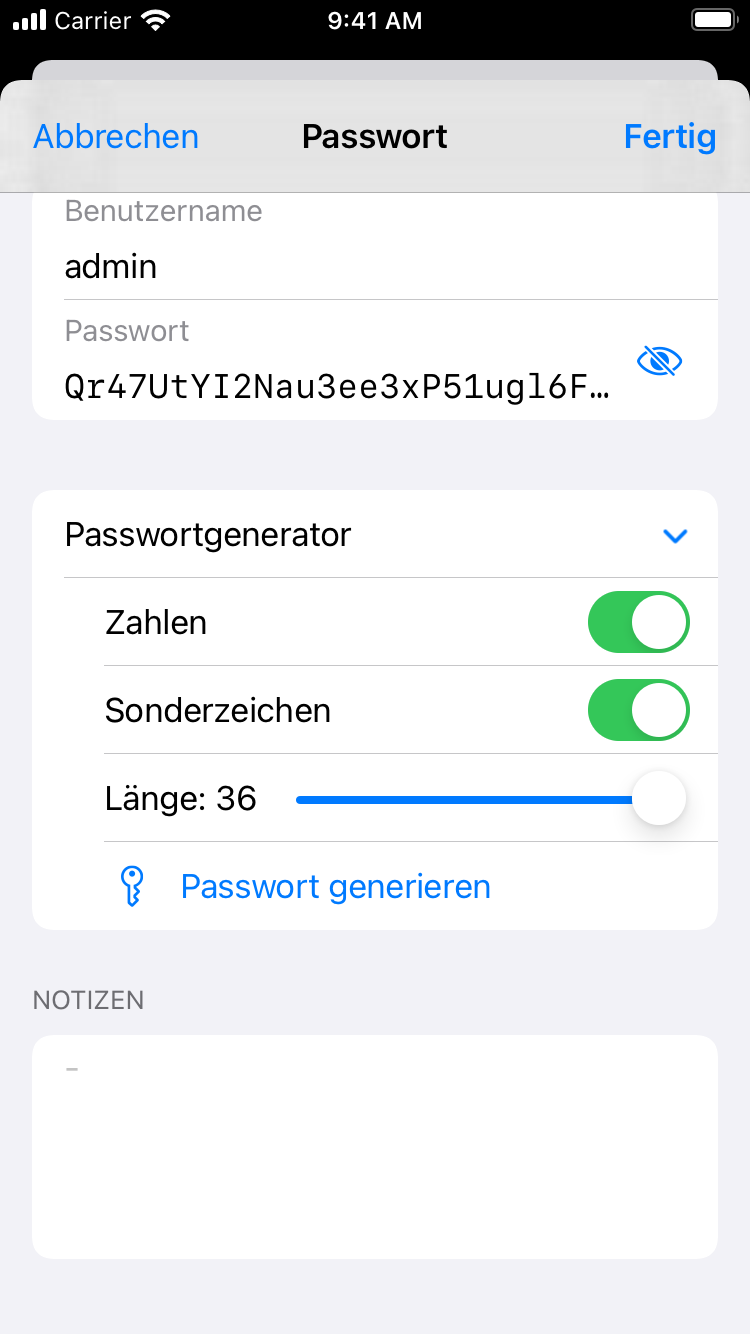 Carrier 9:41 AM
Abbrechen Passwort Fertig
Benutzername
admin
Passwort
Qr47UtYI2Nau3ee3xP51ugl6F…
Passwortgenerator
Zahlen
Sonderzeichen
Länge: 36
Passwort generieren
NOTIZEN
-